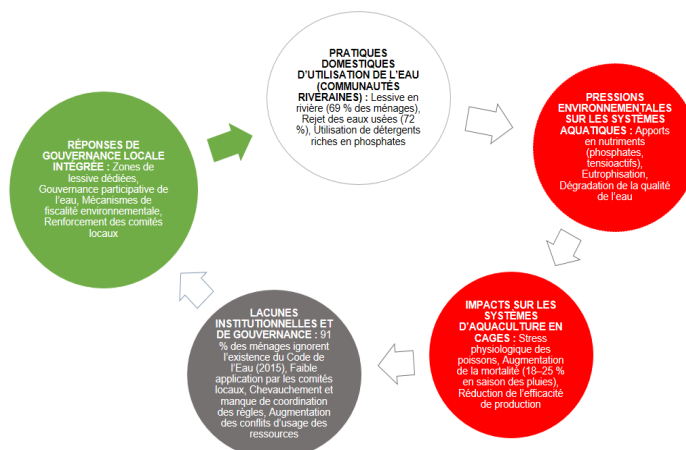 PRATIQUES
DOMESTIQUES
D'UTILISATION DE L'EAU
(COMMUNAUTÉS
RIVERAINES) : Lessive en
rivière (69 % des ménages),
Rejet des eaux usées (72
%), Utilisation de détergents
riches en phosphates
PRESSIONS
ENVIRONNEMENTALES
SUR LES SYSTÈMES
AQUATIQUES : Apports
en nutriments
(phosphates,
tensioactifs),
Eutrophisation,
Dégradation de la qualité
de l'eau
IMPACTS SUR LES
SYSTÈMES
D'AQUACULTURE EN
CAGES : Stress
physiologique des
poissons, Augmentation
de la mortalité (18–25 %
en saison des pluies),
Réduction de l'efficacité
de production
LACUNES
INSTITUTIONNELLES ET
DE GOUVERNANCE : 91
% des ménages ignorent
l'existence du Code de
l'Eau (2015), Faible
application par les comités
locaux, Chevauchement et
manque de coordination
des règles, Augmentation
des conflits d'usage des
ressources
RÉPONSES DE
GOUVERNANCE LOCALE
INTÉGRÉE : Zones de
lessive dédiées,
Gouvernance participative de
l'eau, Mécanismes de
fiscalité environnementale,
Renforcement des comités
locaux